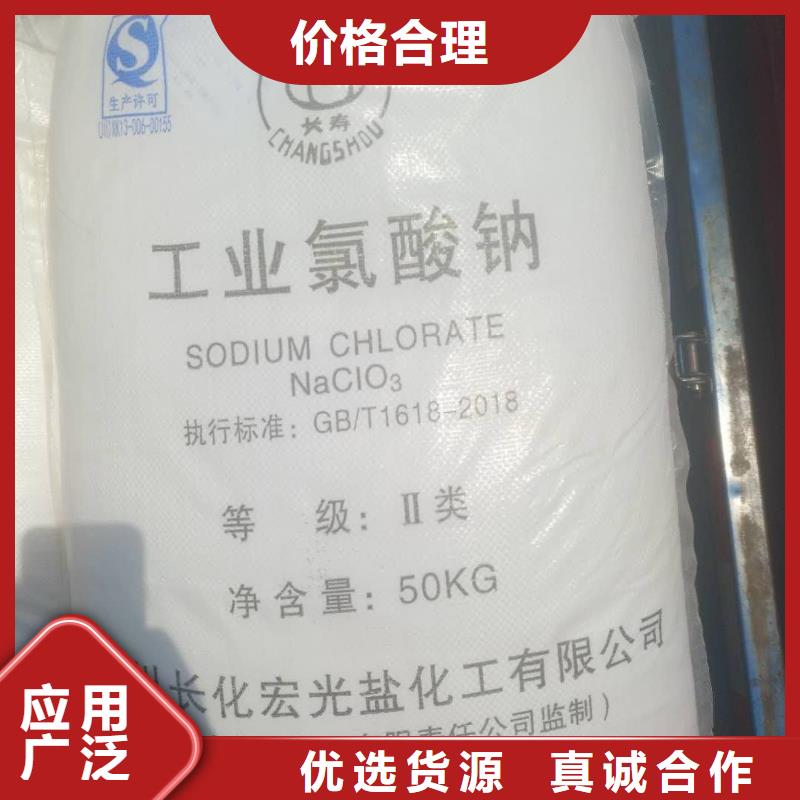 价格合理
生产许可
XK13-006-00155
长寿
CHANGSHOU
工业氯酸钠
SODIUM CHLORATE
NaClO₃
执行标准：GB/T1618-2018
等 级：Ⅱ类
净含量：50KG
长化宏光盐化工有限公司
责任公司监制）
应用
广泛
优选货源 真诚合作